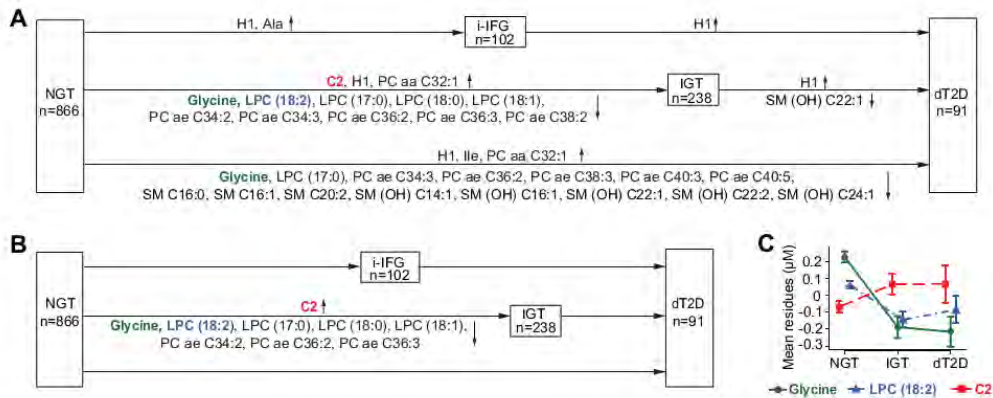 A
H1, Ala ↑
i-IFG
n=102
H1↑
NGT
n=866
C2, H1, PC aa C32:1 ↑
Glycine, LPC (18:2), LPC (17:0), LPC (18:0), LPC (18:1),
PC ae C34:2, PC ae C34:3, PC ae C36:2, PC ae C36:3, PC ae C38:2 ↓
IGT
n=238
H1 ↑
SM (OH) C22:1 ↓
dT2D
n=91
H1, Ile, PC aa C32:1 ↑
Glycine, LPC (17:0), PC ae C34:3, PC ae C36:2, PC ae C38:3, PC ae C40:3, PC ae C40:5,
SM C16:0, SM C16:1, SM C20:2, SM (OH) C14:1, SM (OH) C16:1, SM (OH) C22:1, SM (OH) C22:2, SM (OH) C24:1 ↓
B
i-IFG
n=102
NGT
n=866
C2 ↑
Glycine, LPC (18:2), LPC (17:0), LPC (18:0), LPC (18:1),
PC ae C34:2, PC ae C36:2, PC ae C36:3 ↓
IGT
n=238
dT2D
n=91
C
Mean residues (µM)
0.2
0.1
0
-0.1
-0.2
-0.3
NGT IGT dT2D
Glycine LPC (18:2) C2